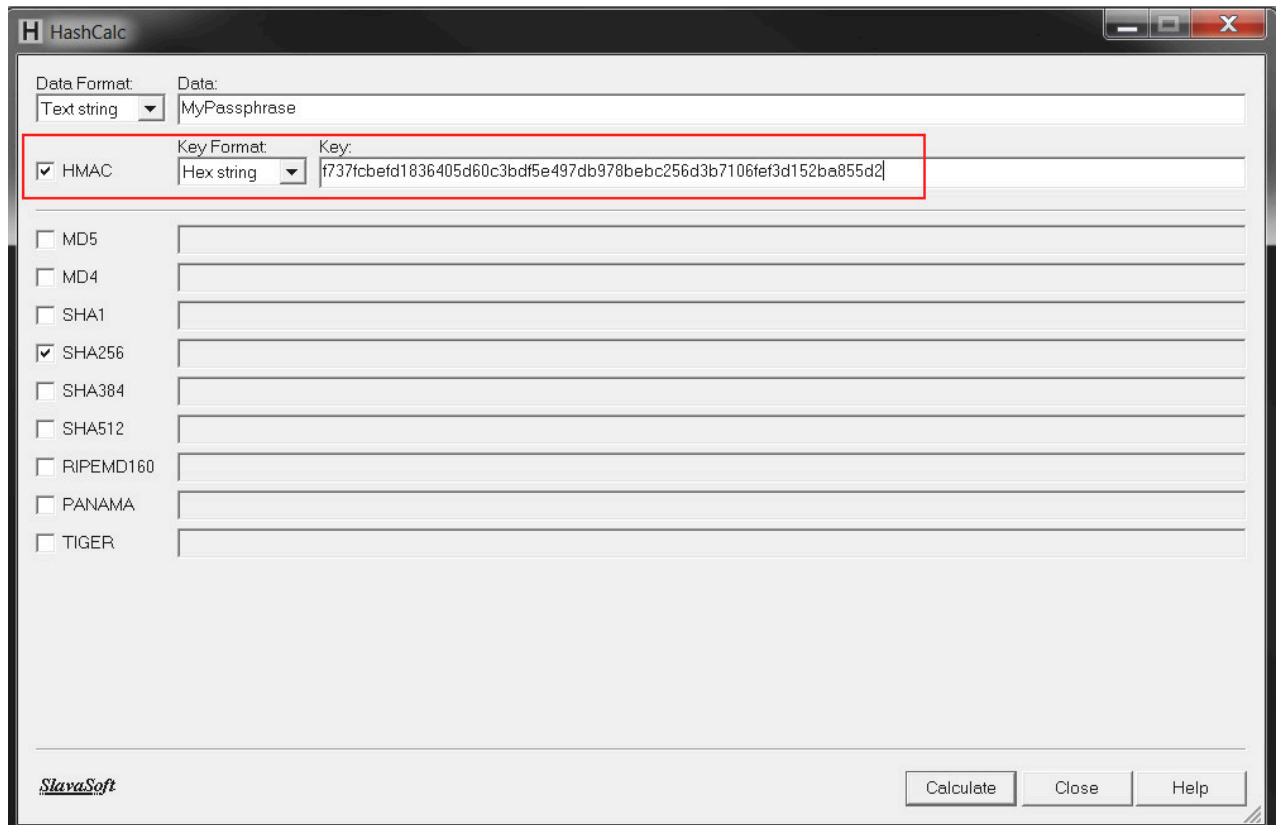 HashCalc
Data Format: Data:
Text string MyPassphrase
Key Format: Key:
HMAC Hex string f737fcbefd1836405d60c3bdf5e497db978bebc256d3b7106fef3d152ba855d2
MD5
MD4
SHA1
SHA256
SHA384
SHA512
RIPEMD160
PANAMA
TIGER
SlavaSoft Calculate Close Help